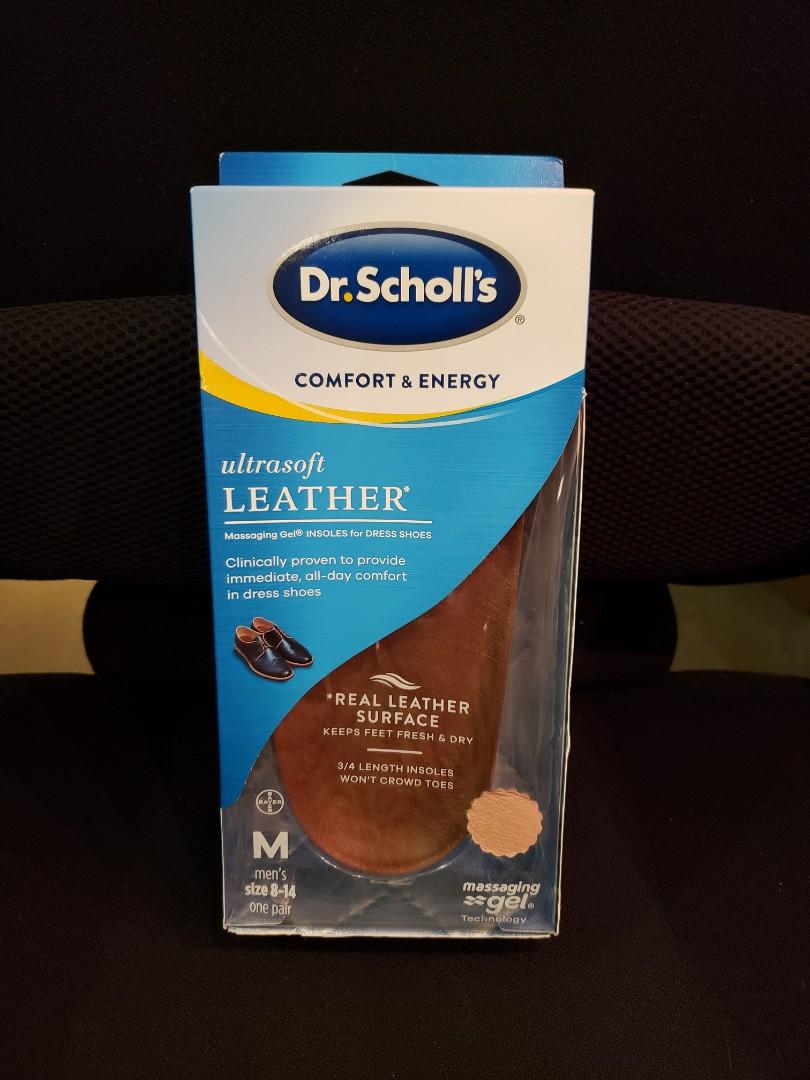 Dr.Scholl's
®
COMFORT & ENERGY
ultrasoft
LEATHER*
Massaging Gel® INSOLES for DRESS SHOES
Clinically proven to provide
immediate, all-day comfort
in dress shoes
*REAL LEATHER
SURFACE
KEEPS FEET FRESH & DRY
3/4 LENGTH INSOLES
WON'T CROWD TOES
BAYER
M
men's
size 8-14
one pair
massaging
gel®
Technology